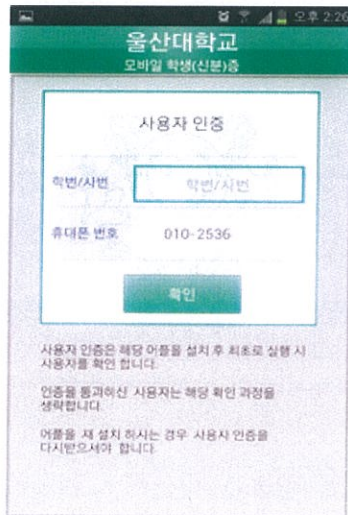 오후 2:26
울산대학교
모바일 학생(신분)증
사용자 인증
학번/사번 학번/사번
휴대폰 번호 010-2536
확인
사용자 인증은 해당 어플을 설치 후 최초로 실행 시
사용자를 확인 합니다.
인증을 통과하신 사용자는 해당 확인 과정을
생략합니다.
어플을 재 설치 하시는 경우 사용자 인증을
다시받으셔야 합니다.